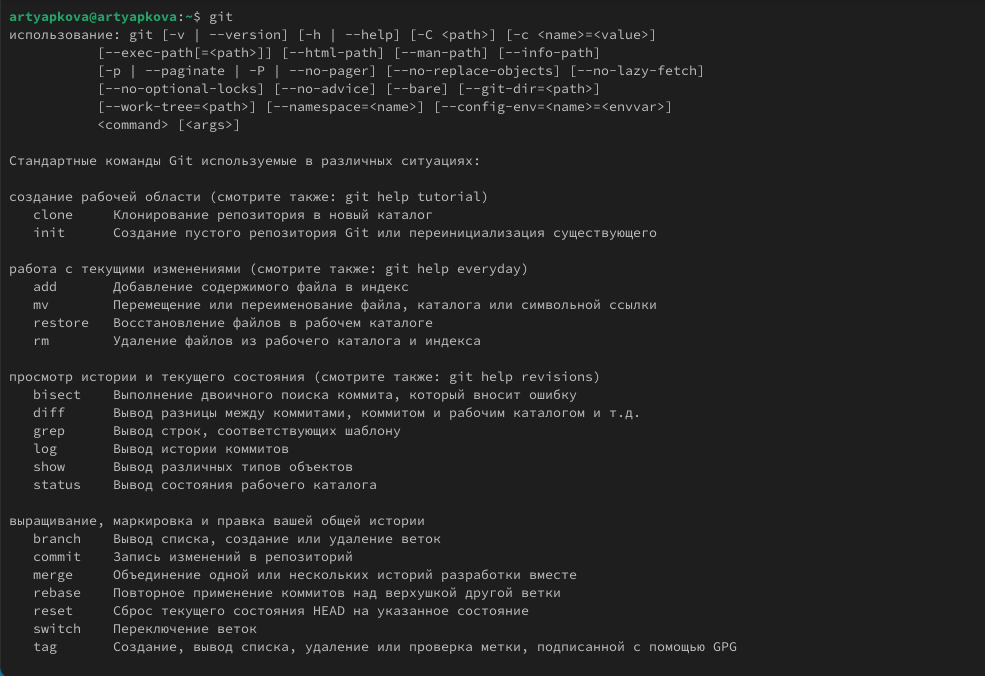 artyapkova@artyapkova:~$ git
использование: git [-v | --version] [-h | --help] [-C <path>] [-c <name>=<value>]
           [--exec-path[=<path>]] [--html-path] [--man-path] [--info-path]
           [-p | --paginate | -P | --no-pager] [--no-replace-objects] [--no-lazy-fetch]
           [--no-optional-locks] [--no-advice] [--bare] [--git-dir=<path>]
           [--work-tree=<path>] [--namespace=<name>] [--config-env=<name>=<envvar>]
           <command> [<args>]

Стандартные команды Git используемые в различных ситуациях:

создание рабочей области (смотрите также: git help tutorial)
   clone     Клонирование репозитория в новый каталог
   init      Создание пустого репозитория Git или переинициализация существующего

работа с текущими изменениями (смотрите также: git help everyday)
   add       Добавление содержимого файла в индекс
   mv        Перемещение или переименование файла, каталога или символьной ссылки
   restore   Восстановление файлов в рабочем каталоге
   rm        Удаление файлов из рабочего каталога и индекса

просмотр истории и текущего состояния (смотрите также: git help revisions)
   bisect    Выполнение двоичного поиска коммита, который вносит ошибку
   diff      Вывод разницы между коммитами, коммитом и рабочим каталогом и т.д.
   grep      Вывод строк, соответствующих шаблону
   log       Вывод истории коммитов
   show      Вывод различных типов объектов
   status    Вывод состояния рабочего каталога

выращивание, маркировка и правка вашей общей истории
   branch    Вывод списка, создание или удаление веток
   commit    Запись изменений в репозиторий
   merge     Объединение одной или нескольких историй разработки вместе
   rebase    Повторное применение коммитов над верхушкой другой ветки
   reset     Сброс текущего состояния HEAD на указанное состояние
   switch    Переключение веток
   tag       Создание, вывод списка, удаление или проверка метки, подписанной с помощью GPG